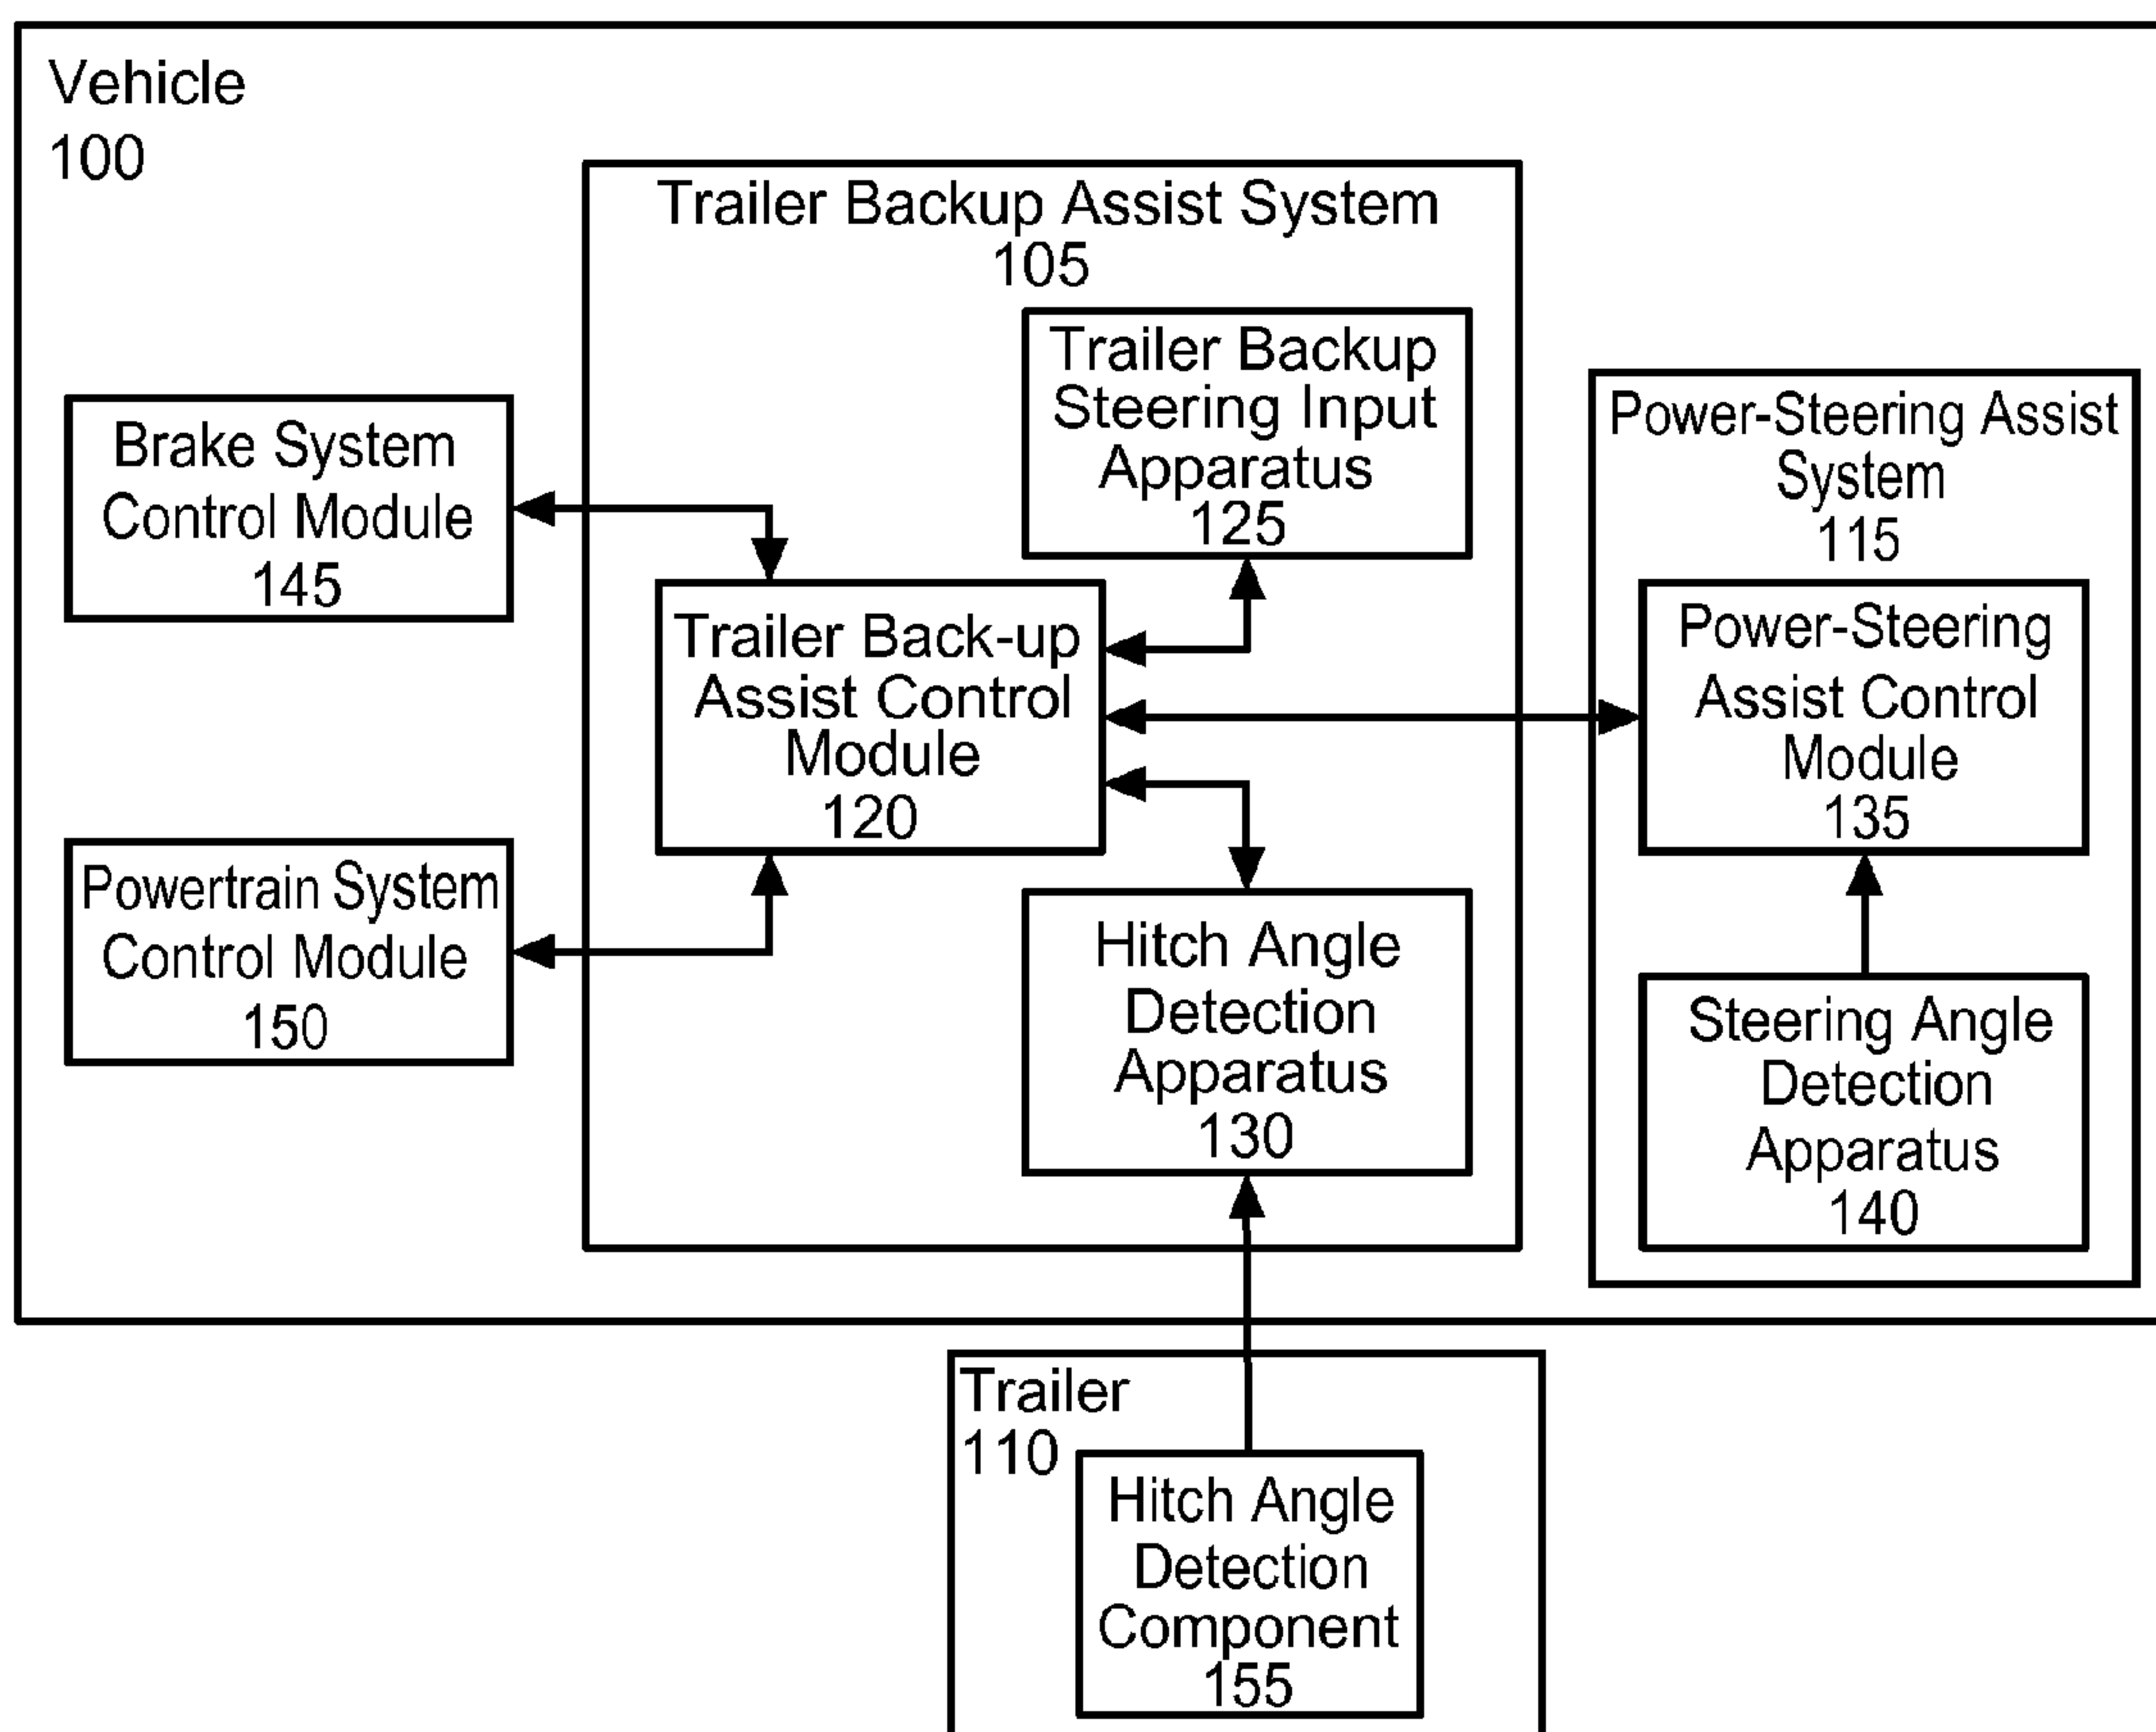 Vehicle
100
Trailer Backup Assist System
105
Trailer Backup
Steering Input
Apparatus
125
Brake System
Control Module
145
Trailer Back-up
Assist Control
Module
120
Powertrain System
Control Module
150
Hitch Angle
Detection
Apparatus
130
Power-Steering Assist
System
115
Power-Steering
Assist Control
Module
135
Steering Angle
Detection
Apparatus
140
Trailer
110
Hitch Angle
Detection
Component
155